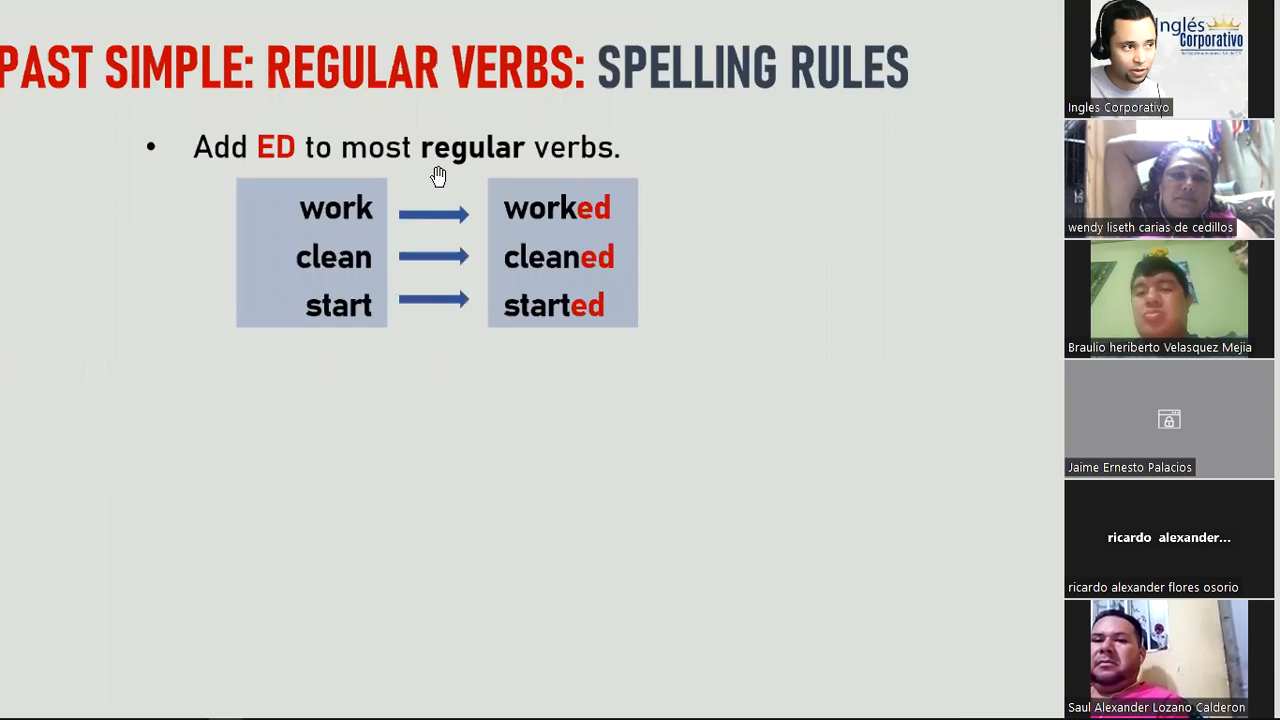 PAST SIMPLE: REGULAR VERBS: SPELLING RULES
• Add ED to most regular verbs.
work worked
clean cleaned
start started
Inglés
Corporativo
Ingles Corporativo
wendy liseth carias de cedillos
Braulio heriberto Velasquez Mejia
Jaime Ernesto Palacios
ricardo alexander...
ricardo alexander flores osorio
Saul Alexander Lozano Calderon